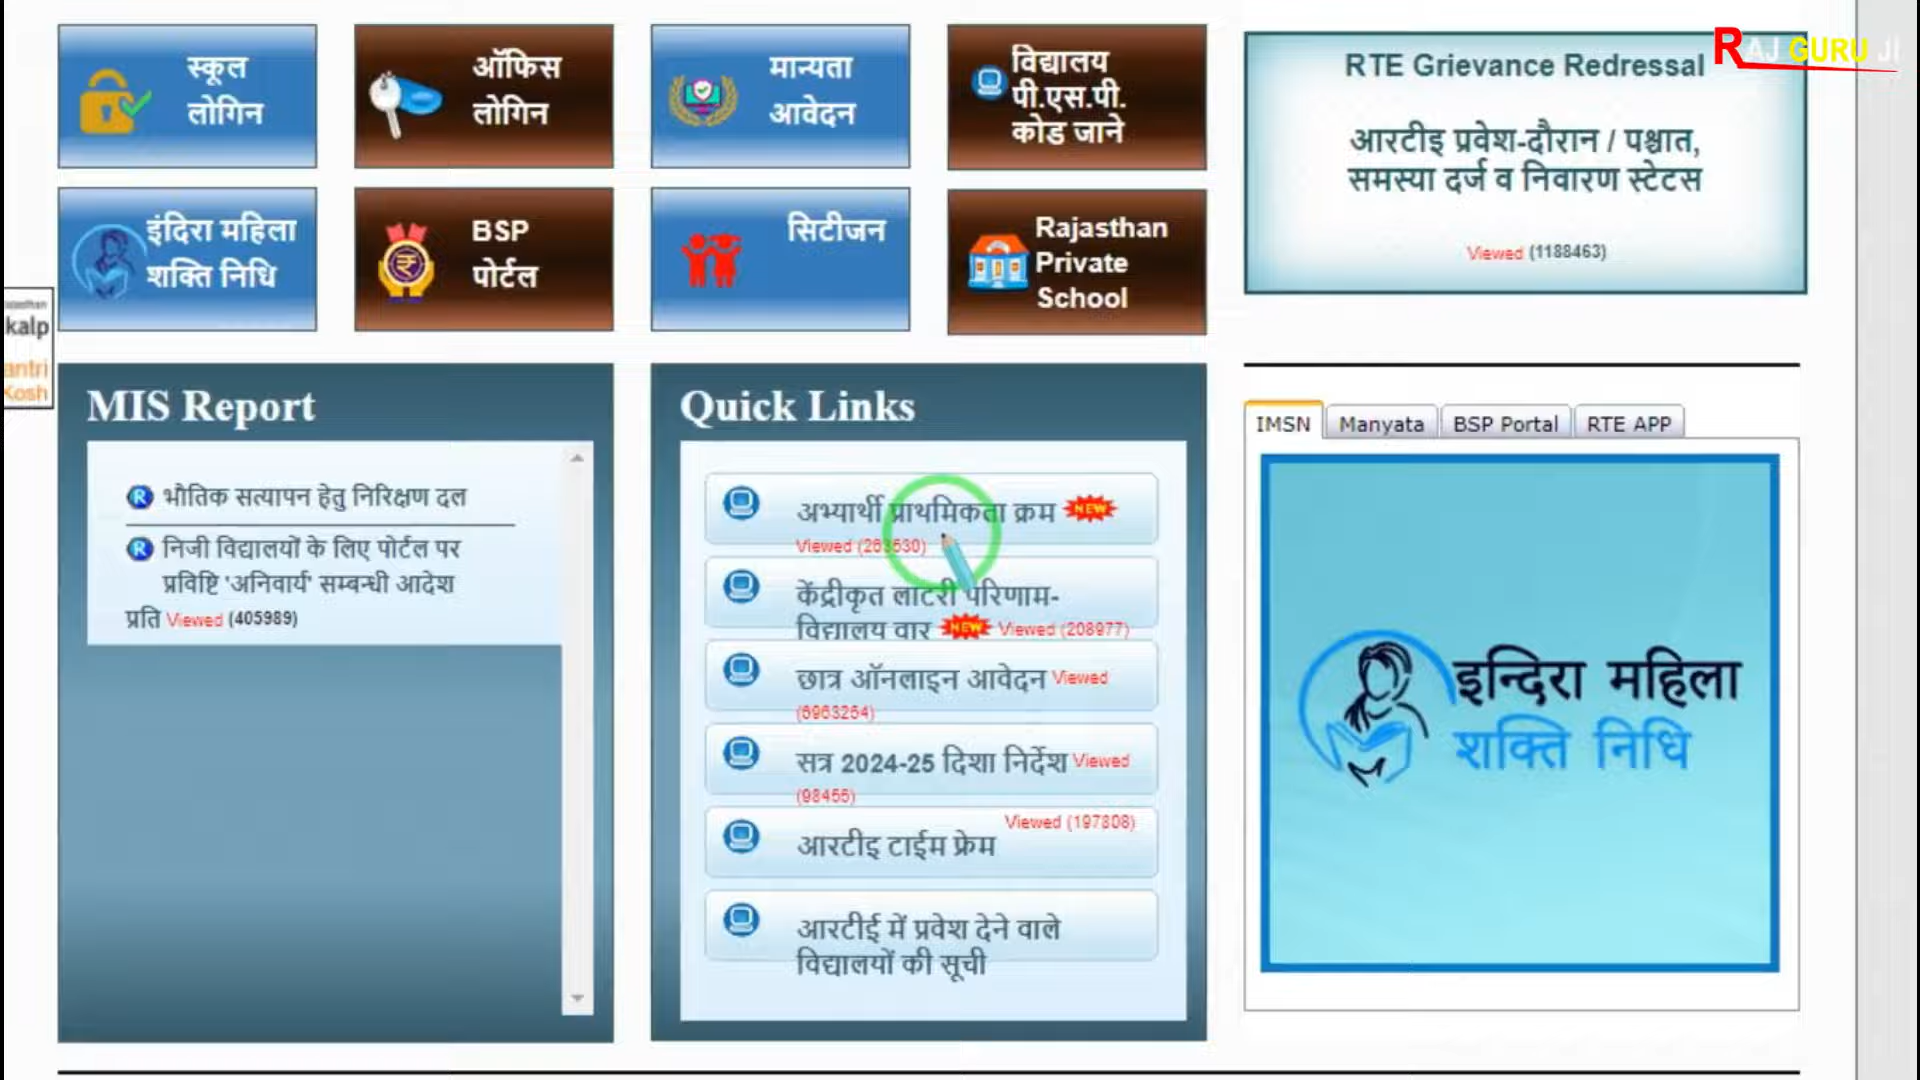 स्कूल
लोगिन
ऑफिस
लोगिन
मान्यता
आवेदन
विद्यालय
पी.एस.पी.
कोड जाने
RAJ GURU JI
RTE Grievance Redressal
आरटीइ प्रवेश-दौरान / पश्चात,
समस्या दर्ज व निवारण स्टेटस
Viewed (1188463)
इंदिरा महिला
शक्ति निधि
BSP
पोर्टल
सिटीजन
Rajasthan
Private
School
kalp
antri
Kosh
MIS Report
भौतिक सत्यापन हेतु निरिक्षण दल
निजी विद्यालयों के लिए पोर्टल पर
प्रविष्टि 'अनिवार्य' सम्बन्धी आदेश
प्रति Viewed (405989)
Quick Links
अभ्यार्थी प्राथमिकता क्रम NEW
Viewed
केंद्रीकृत लाटरी परिणाम-
विद्यालय वार NEW Viewed (208977)
छात्र ऑनलाइन आवेदन Viewed
(6963264)
सत्र 2024-25 दिशा निर्देश Viewed
(98455)
Viewed (197808)
आरटीइ टाईम फ्रेम
आरटीई में प्रवेश देने वाले
विद्यालयों की सूची
IMSN Manyata BSP Portal RTE APP
इन्दिरा महिला
शक्ति निधि